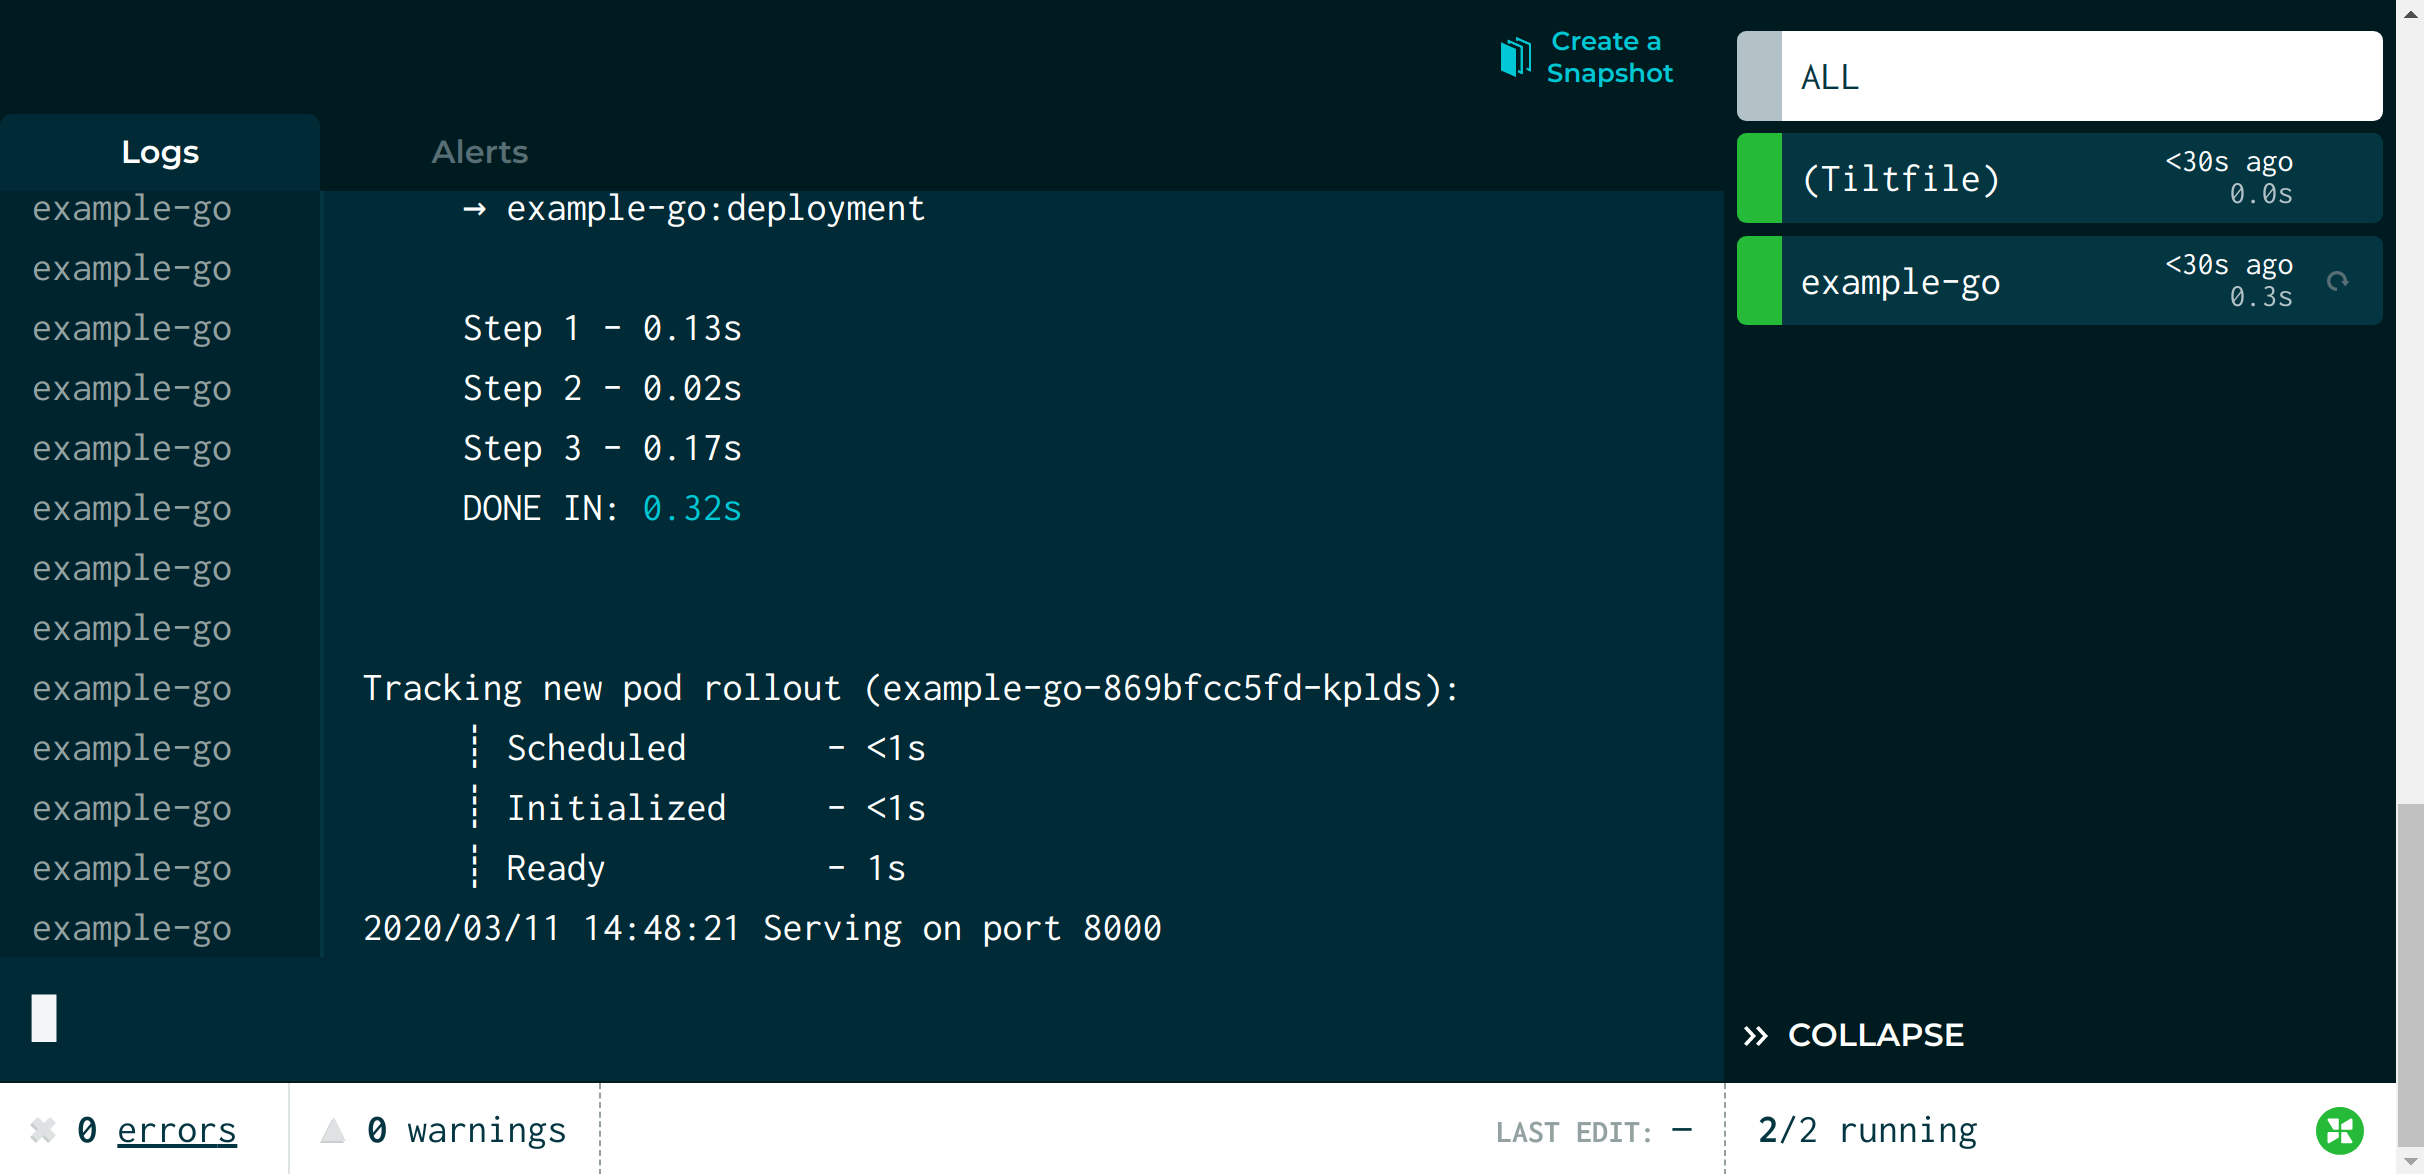 Create a
Snapshot
Logs
Alerts
example-go → example-go:deployment
example-go
example-go Step 1 - 0.13s
example-go Step 2 - 0.02s
example-go Step 3 - 0.17s
example-go DONE IN: 0.32s
example-go
example-go
example-go Tracking new pod rollout (example-go-869bfcc5fd-kplds):
example-go ┊ Scheduled - <1s
example-go ┊ Initialized - <1s
example-go ┊ Ready - 1s
example-go 2020/03/11 14:48:21 Serving on port 8000
ALL
(Tiltfile) <30s ago
0.0s
example-go <30s ago
0.3s
» COLLAPSE
0 errors
0 warnings
LAST EDIT: —
2/2 running